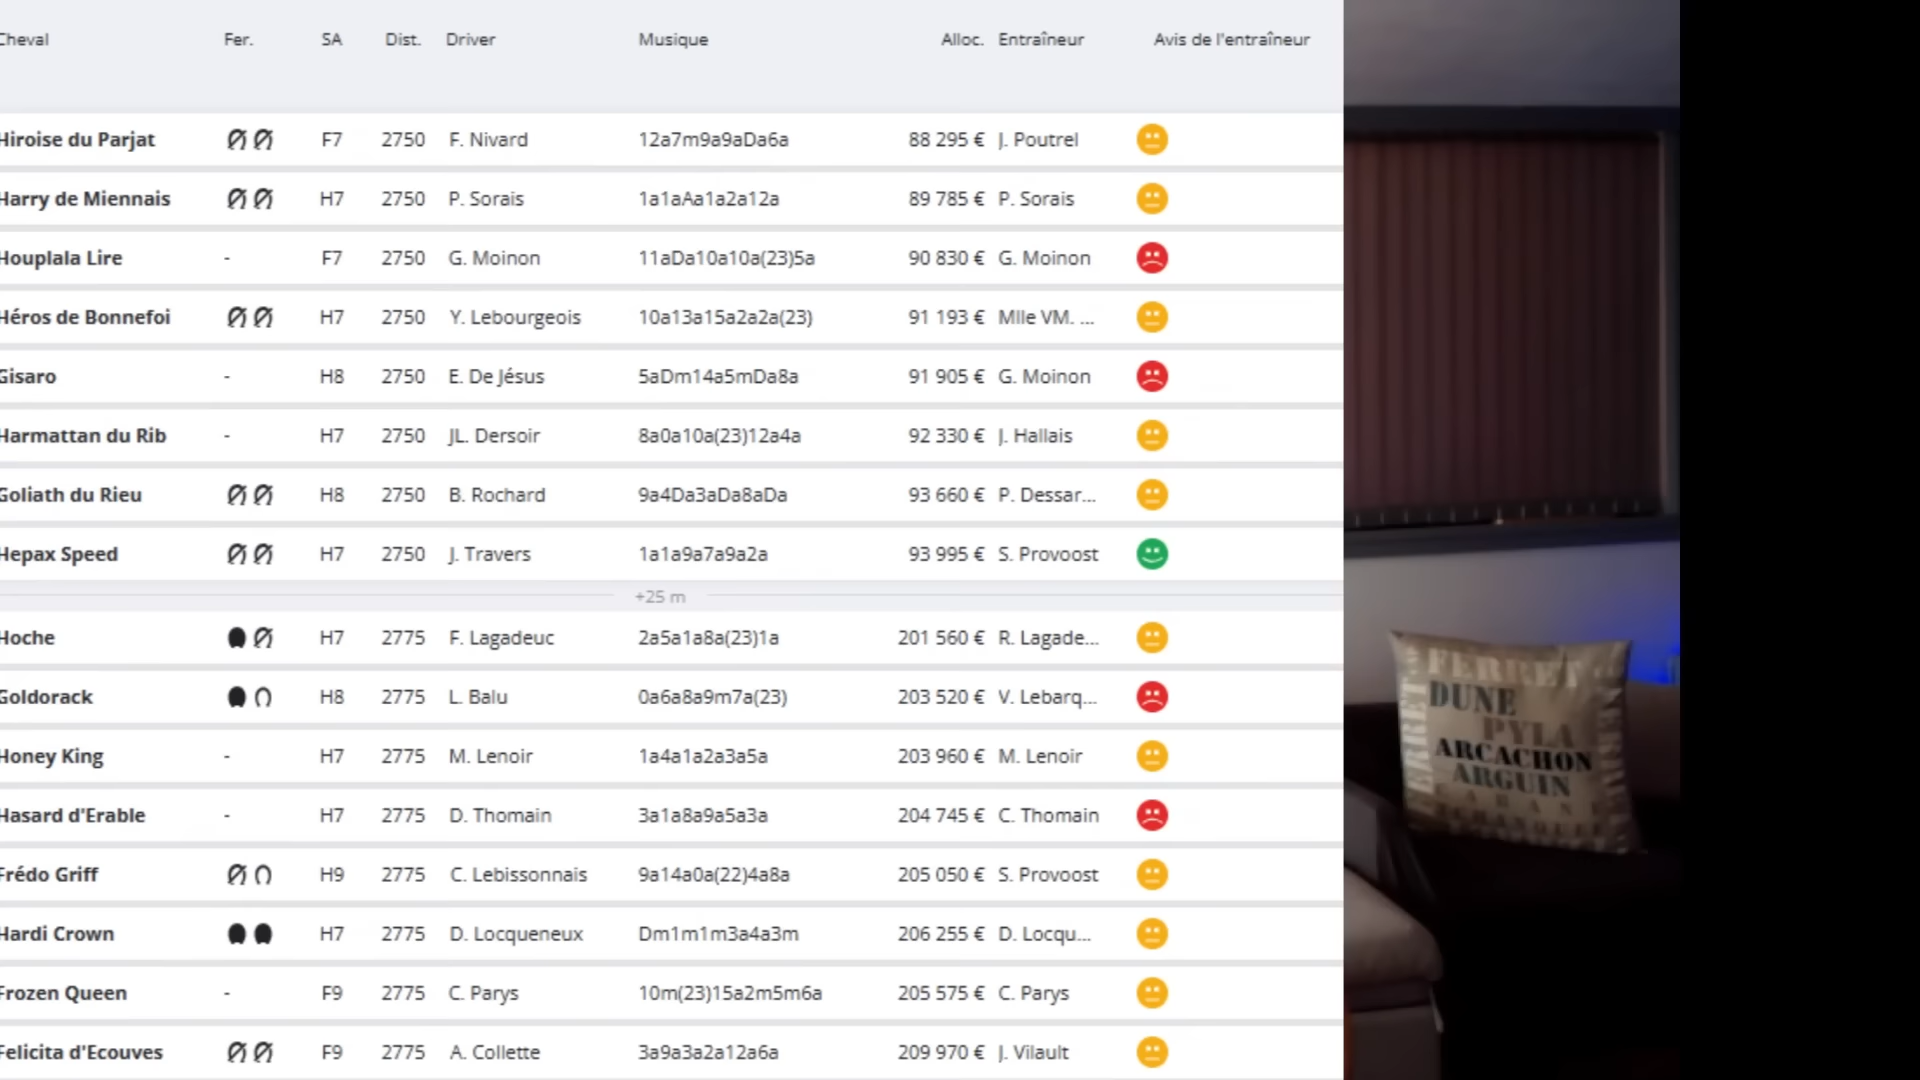 Cheval Fer. SA Dist. Driver Musique Alloc. Entraîneur Avis de l'entraîneur
Hiroise du Parjat F7 2750 F. Nivard 12a7m9a9aDa6a 88 295 € J. Poutrel
Harry de Miennais H7 2750 P. Sorais 1a1aAa1a2a12a 89 785 € P. Sorais
Houplala Lire - F7 2750 G. Moinon 11aDa10a10a(23)5a 90 830 € G. Moinon
Héros de Bonnefoi H7 2750 Y. Lebourgeois 10a13a15a2a2a(23) 91 193 € Mlle VM. ...
Gisaro - H8 2750 E. De Jésus 5aDm14a5mDa8a 91 905 € G. Moinon
Harmattan du Rib - H7 2750 JL. Dersoir 8a0a10a(23)12a4a 92 330 € J. Hallais
Goliath du Rieu H8 2750 B. Rochard 9a4Da3aDa8aDa 93 660 € P. Dessar...
Hepax Speed H7 2750 J. Travers 1a1a9a7a9a2a 93 995 € S. Provoost
+25 m
Hoche H7 2775 F. Lagadeuc 2a5a1a8a(23)1a 201 560 € R. Lagade...
Goldorack H8 2775 L. Balu 0a6a8a9m7a(23) 203 520 € V. Lebarq...
Honey King - H7 2775 M. Lenoir 1a4a1a2a3a5a 203 960 € M. Lenoir
Hasard d'Erable - H7 2775 D. Thomain 3a1a8a9a5a3a 204 745 € C. Thomain
Frédo Griff H9 2775 C. Lebissonnais 9a14a0a(22)4a8a 205 050 € S. Provoost
Hardi Crown H7 2775 D. Locqueneux Dm1m1m3a4a3m 206 255 € D. Locqu...
Frozen Queen - F9 2775 C. Parys 10m(23)15a2m5m6a 205 575 € C. Parys
Felicita d'Ecouves F9 2775 A. Collette 3a9a3a2a12a6a 209 970 € J. Vilault
FERRET
DUNE
PYLA
ARCACHON
ARGUIN